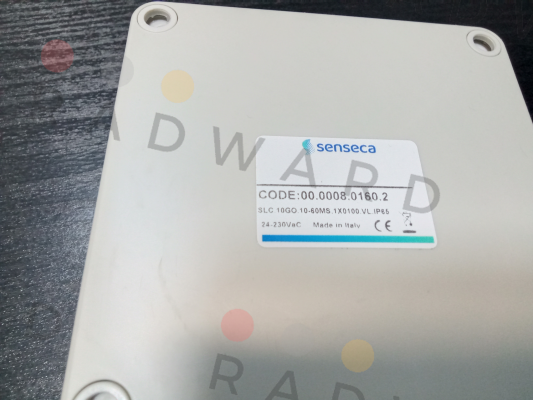 senseca
CODE:00.0008.0160.2
SLC.10GQ.10-60MS.1X0100.VL.IP65
24-230VaC Made in Italy CE
RADWARD
RADWARD